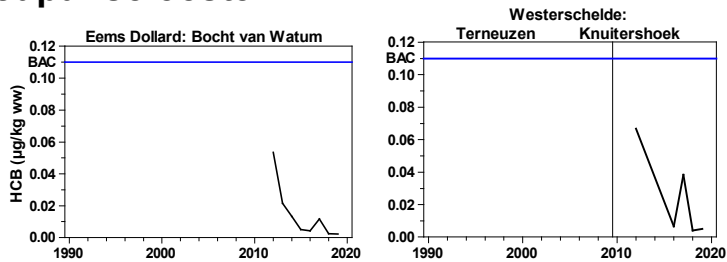 Westerschelde:
Eems Dollard: Bocht van Watum
Terneuzen Knuitershoek
HCB (µg/kg ww)
0.12
BAC
0.10
0.08
0.06
0.04
0.02
0.00
1990 2000 2010 2020
0.12
BAC
0.10
0.08
0.06
0.04
0.02
0.00
1990 2000 2010 2020